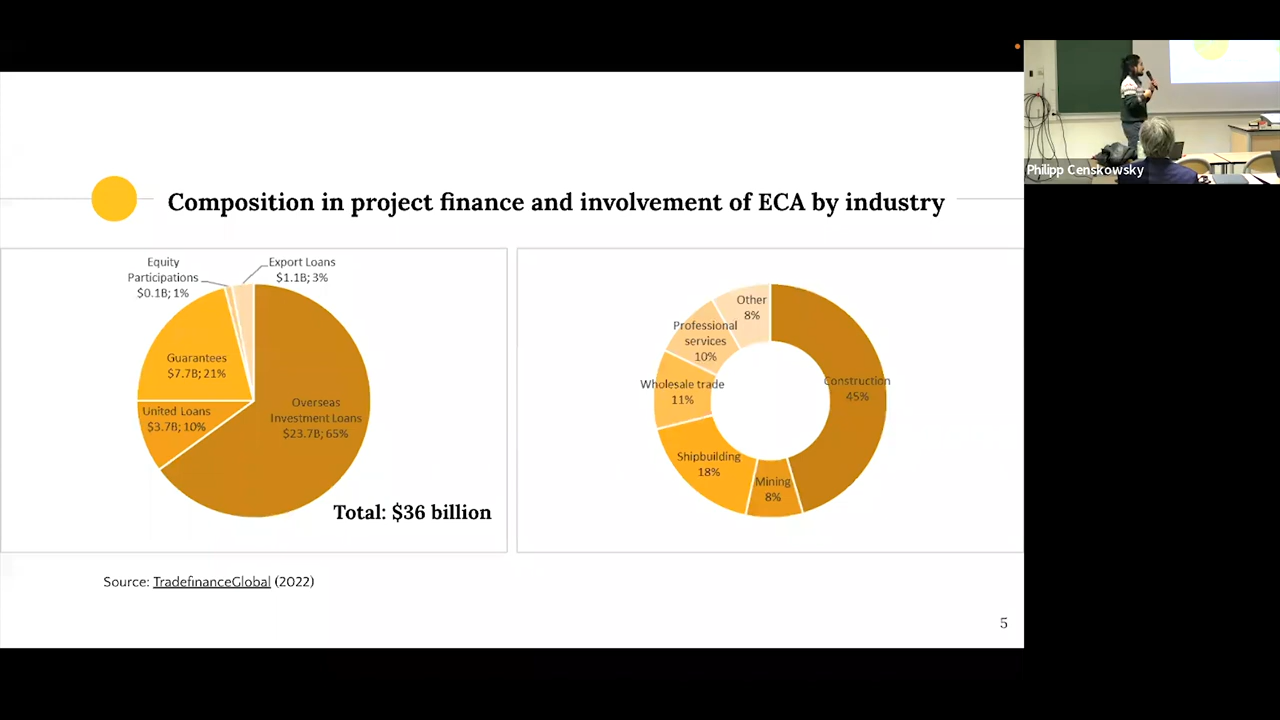 Philipp Censkowsky
Composition in project finance and involvement of ECA by industry
Equity
Participations
$0.1B; 1%
Export Loans
$1.1B; 3%
Guarantees
$7.7B; 21%
United Loans
$3.7B; 10%
Overseas
Investment Loans
$23.7B; 65%
Total: $36 billion
Other
8%
Professional
services
10%
Wholesale trade
11%
Shipbuilding
18%
Mining
8%
Construction
45%
Source: TradefinanceGlobal (2022)
5